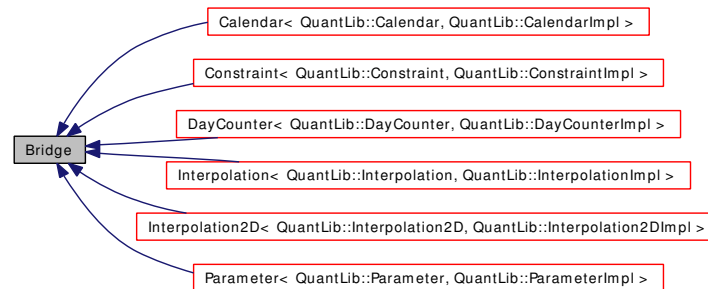 Calendar< QuantLib::Calendar, QuantLib::CalendarImpl >
Constraint< QuantLib::Constraint, QuantLib::ConstraintImpl >
DayCounter< QuantLib::DayCounter, QuantLib::DayCounterImpl >
Bridge
Interpolation< QuantLib::Interpolation, QuantLib::InterpolationImpl >
Interpolation2D< QuantLib::Interpolation2D, QuantLib::Interpolation2DImpl >
Parameter< QuantLib::Parameter, QuantLib::ParameterImpl >